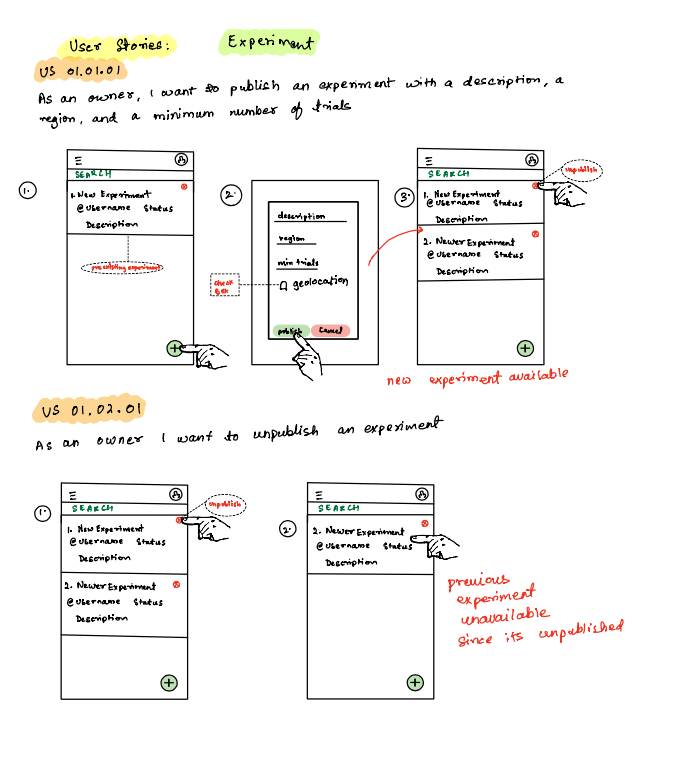 User Stories: Experiment
US 01.01.01
As an owner, I want to publish an experiment with a description, a
region, and a minimum number of trials
1.
SEARCH
1. New Experiment
@Username Status
Description
pre existing experiment
2.
description
region
min trials
geolocation
check
box
publish
Cancel
3.
SEARCH
unpublish
1. New Experiment
@Username Status
Description
2. Newer Experiment
@Username Status
Description
new experiment available
US 01.02.01
As an owner I want to unpublish an experiment
1.
SEARCH
unpublish
1. New Experiment
@Username Status
Description
2. Newer Experiment
@Username Status
Description
2.
SEARCH
2. Newer Experiment
@Username Status
Description
previous
experiment
unavailable
since its unpublished